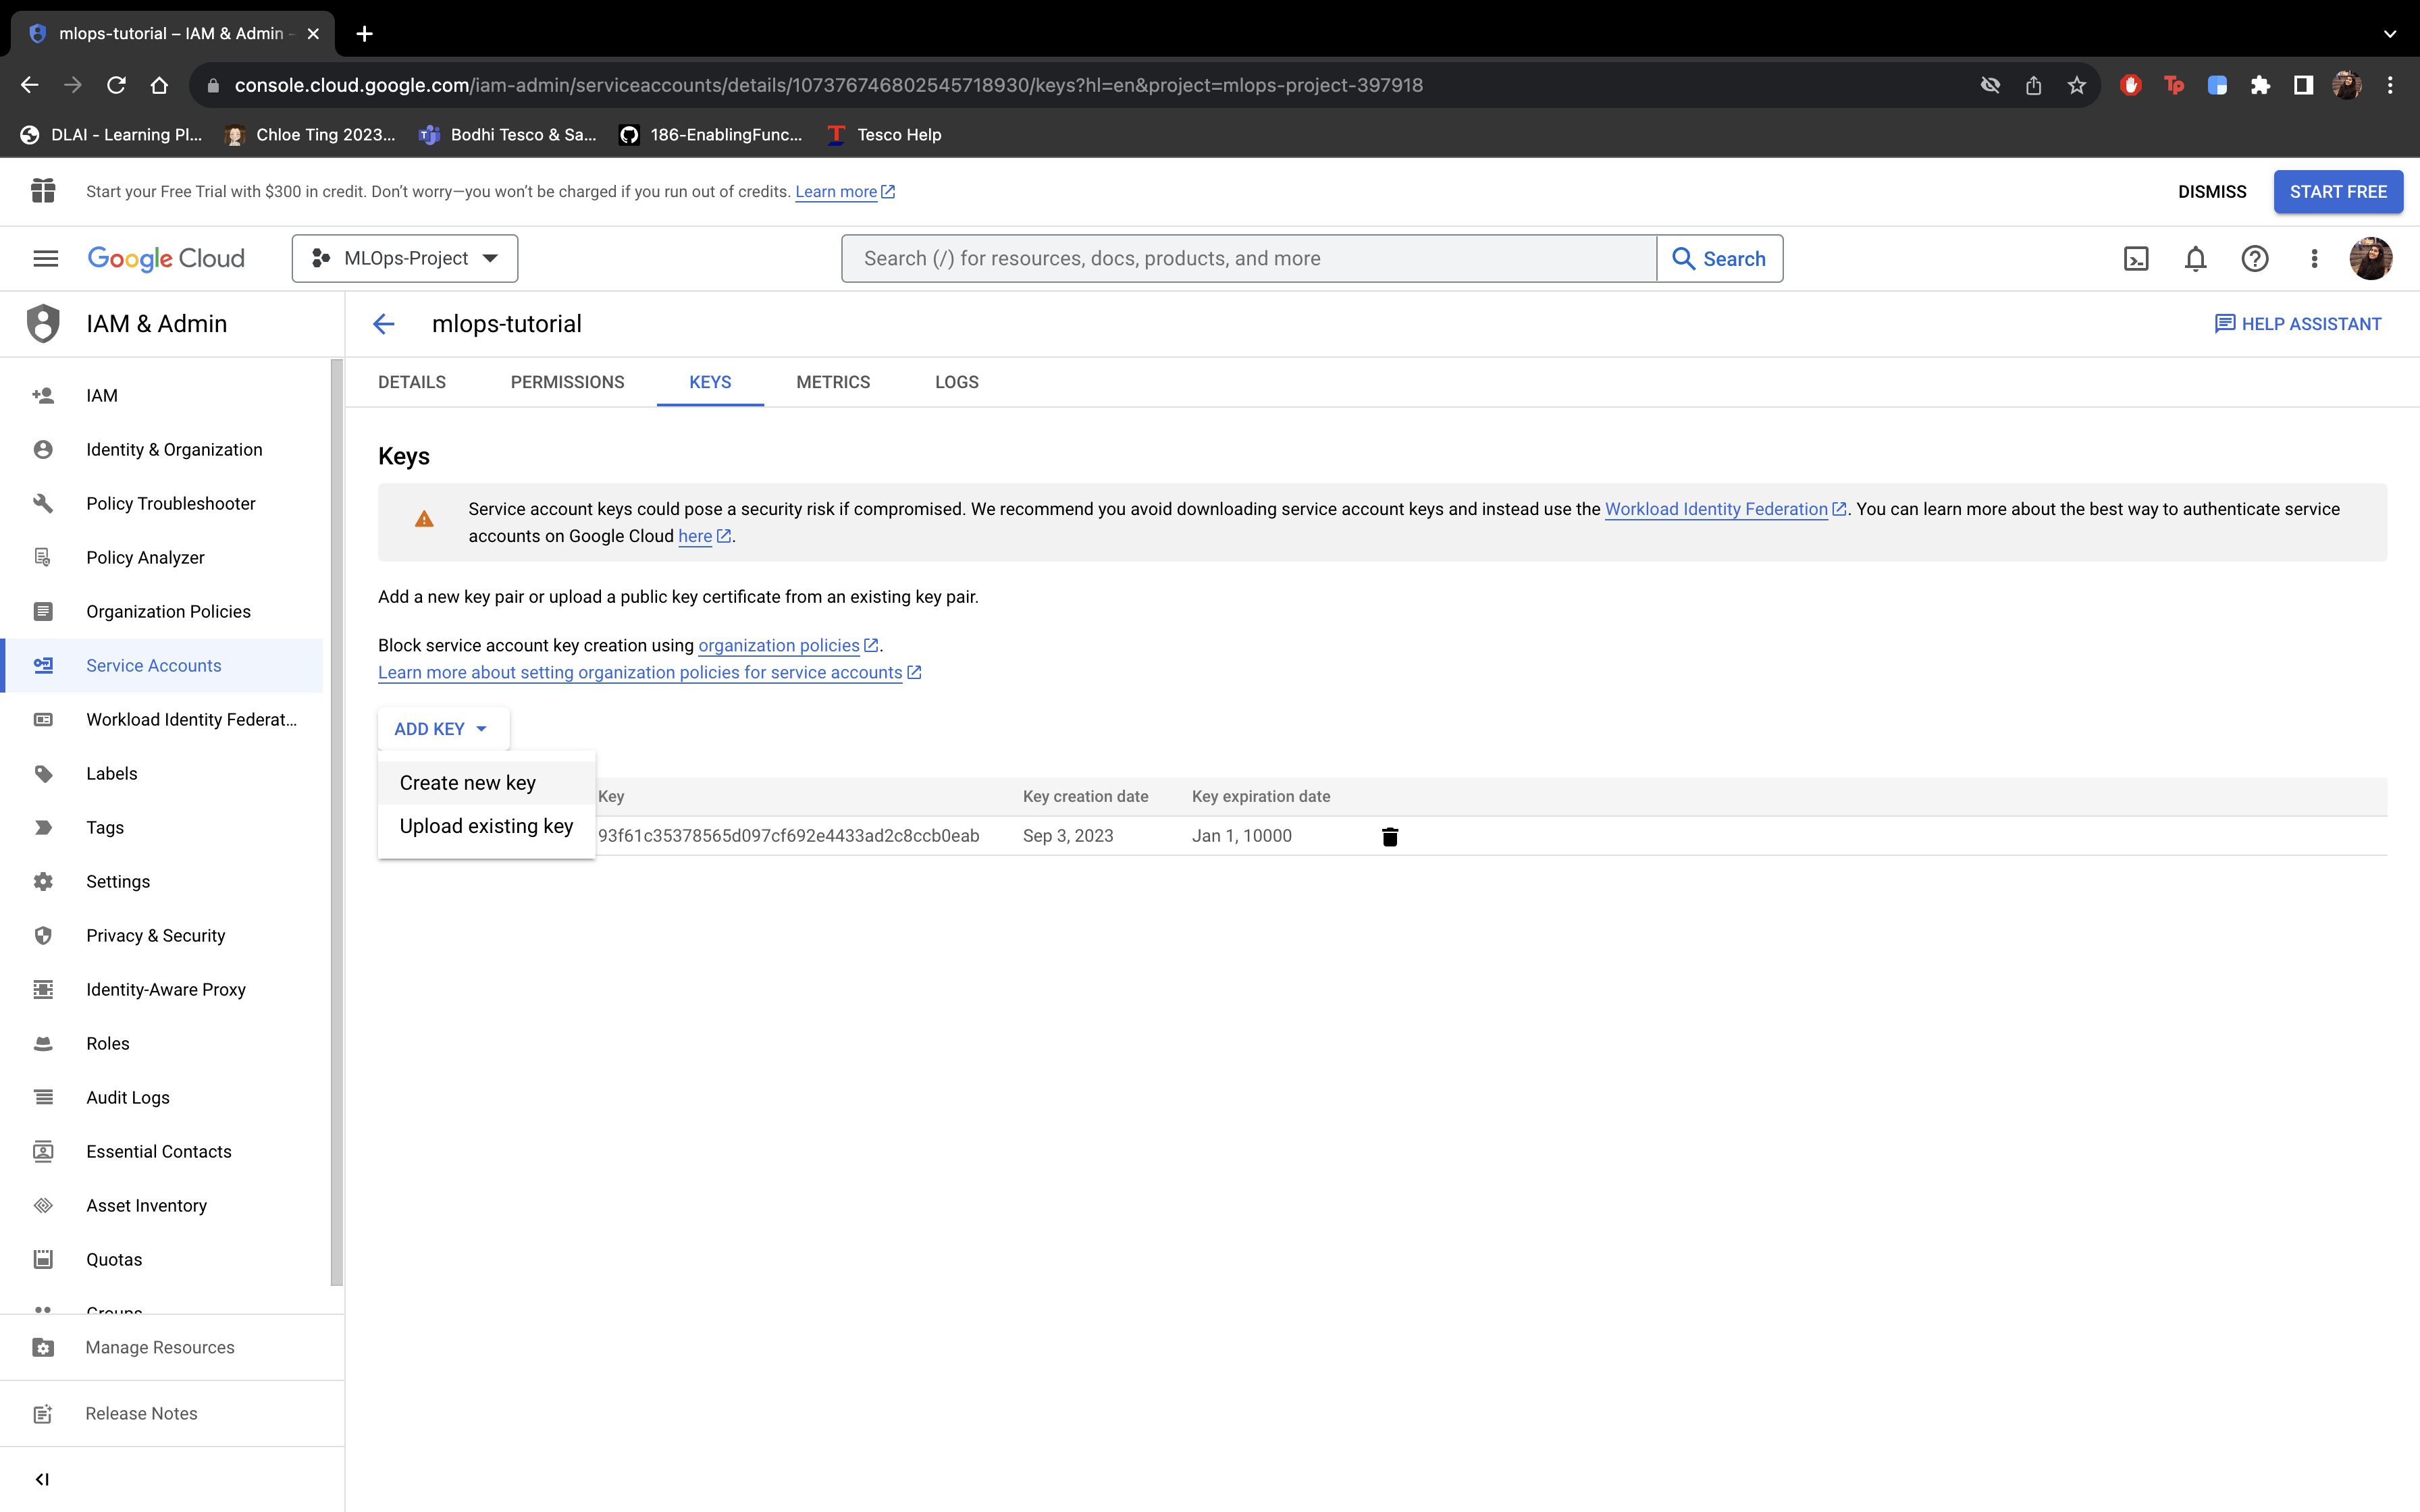 mlops-tutorial – IAM & Admin -
console.cloud.google.com/iam-admin/serviceaccounts/details/107376746802545718930/keys?hl=en&project=mlops-project-397918
Tp
DLAI - Learning Pl... Chloe Ting 2023... Bodhi Tesco & Sa... 186-EnablingFunc... Tesco Help
Start your Free Trial with $300 in credit. Don't worry—you won't be charged if you run out of credits. Learn more
DISMISS
START FREE
Google Cloud
MLOps-Project
Search (/) for resources, docs, products, and more
Search
IAM & Admin
mlops-tutorial
HELP ASSISTANT
IAM
Identity & Organization
Policy Troubleshooter
Policy Analyzer
Organization Policies
Service Accounts
Workload Identity Federat...
Labels
Tags
Settings
Privacy & Security
Identity-Aware Proxy
Roles
Audit Logs
Essential Contacts
Asset Inventory
Quotas
Groups
Manage Resources
Release Notes
DETAILS PERMISSIONS KEYS METRICS LOGS
Keys
Service account keys could pose a security risk if compromised. We recommend you avoid downloading service account keys and instead use the Workload Identity Federation. You can learn more about the best way to authenticate service
accounts on Google Cloud here.
Add a new key pair or upload a public key certificate from an existing key pair.
Block service account key creation using organization policies.
Learn more about setting organization policies for service accounts
ADD KEY
Create new key
Upload existing key
Key Key creation date Key expiration date
93f61c35378565d097cf692e4433ad2c8ccb0eab Sep 3, 2023 Jan 1, 10000